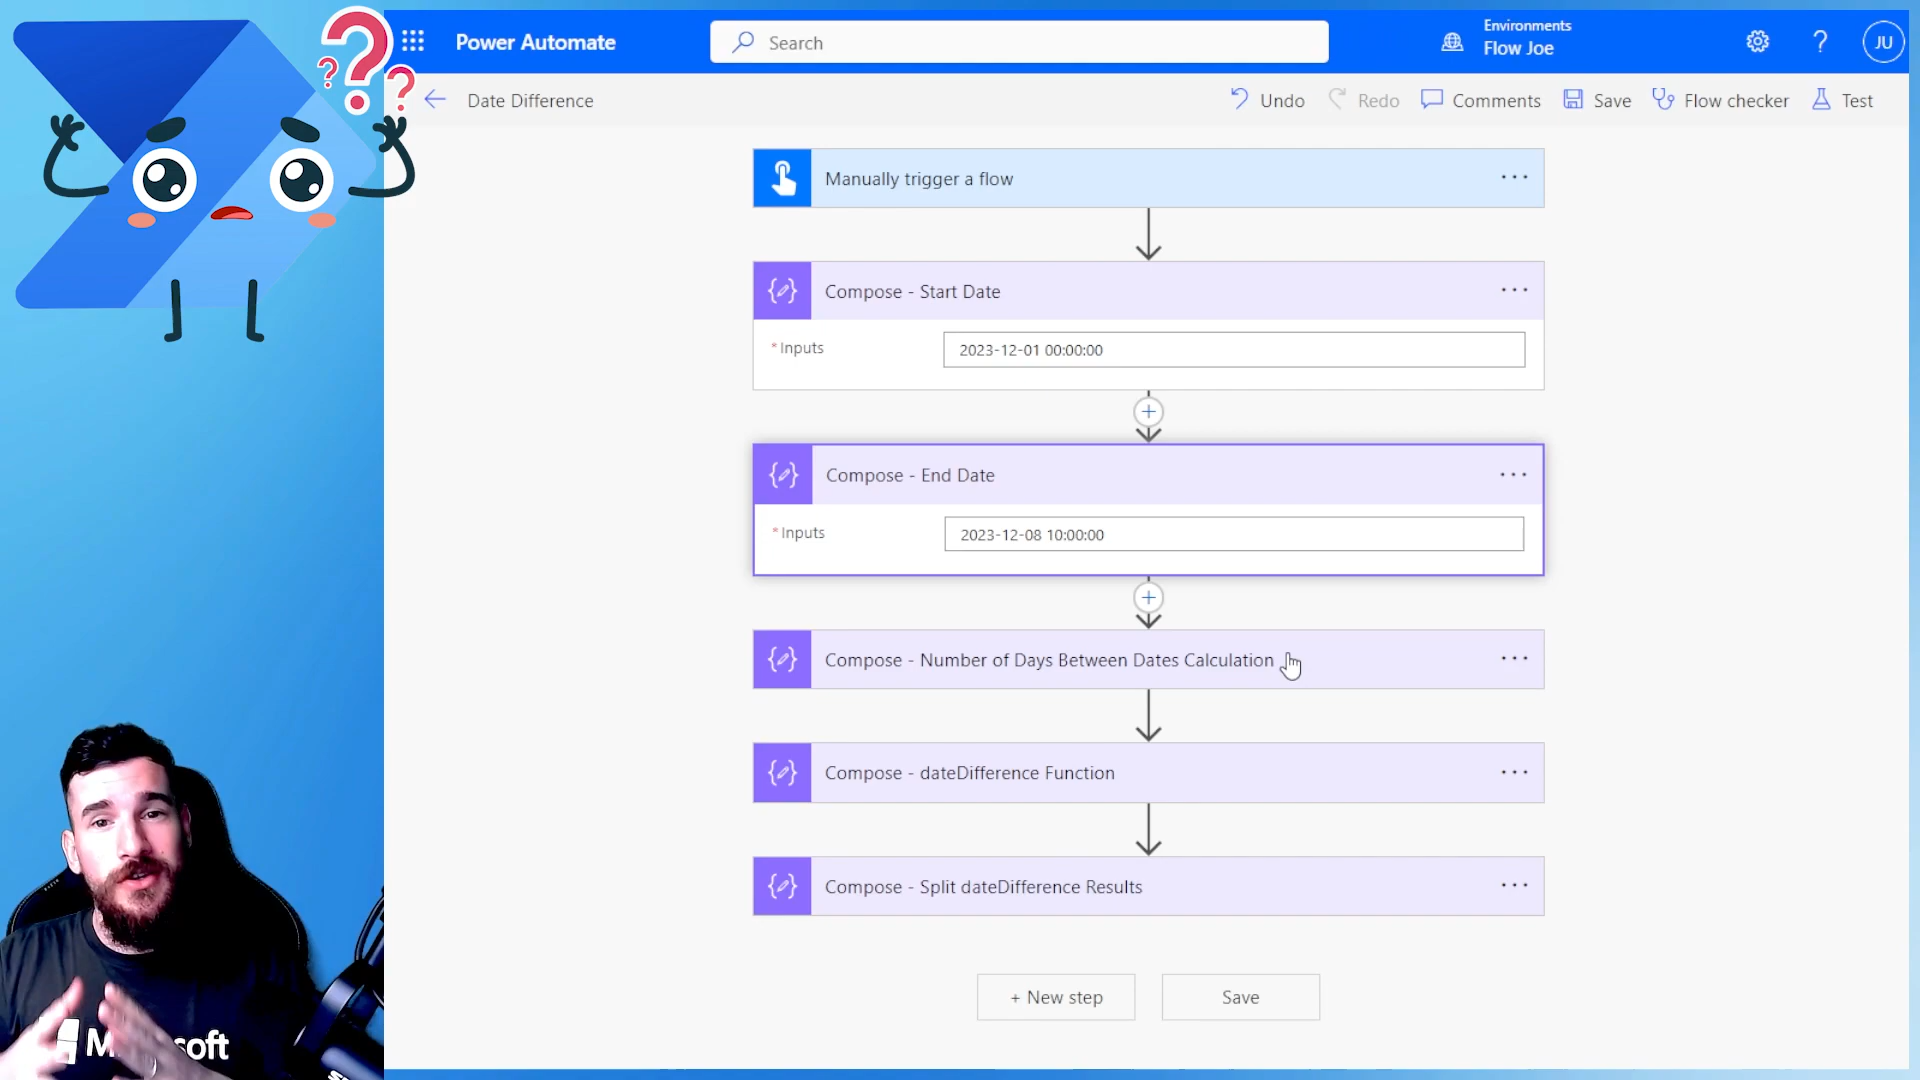 ? ? ?
Power Automate
Search
Environments
Flow Joe
?
JU
Date Difference
Undo
Redo
Comments
Save
Flow checker
Test
Manually trigger a flow
Compose - Start Date
* Inputs
2023-12-01 00:00:00
Compose - End Date
* Inputs
2023-12-08 10:00:00
Compose - Number of Days Between Dates Calculation
Compose - dateDifference Function
Compose - Split dateDifference Results
+ New step
Save